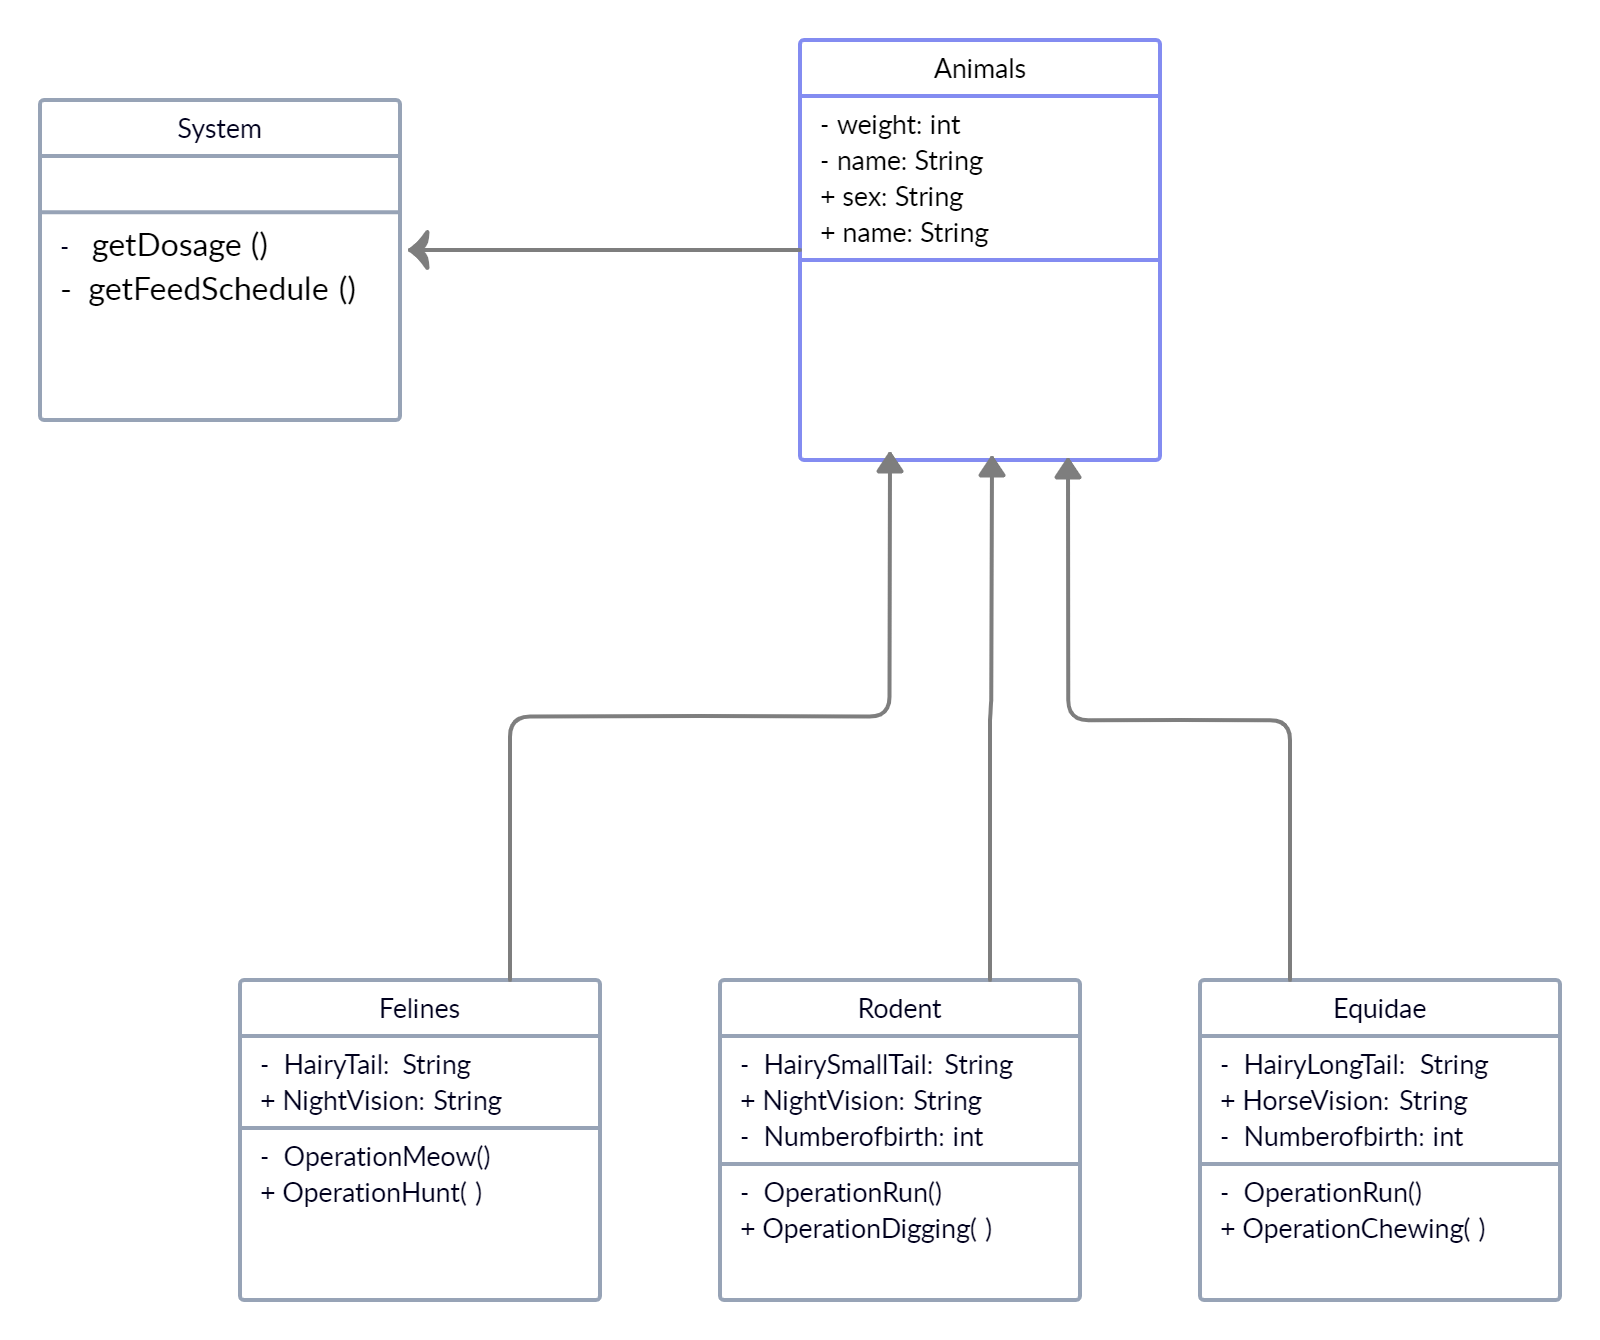 Animals
- weight: int
- name: String
+ sex: String
+ name: String
System
- getDosage ()
- getFeedSchedule ()
Felines
- HairyTail: String
+ NightVision: String
- OperationMeow()
+ OperationHunt( )
Rodent
- HairySmallTail: String
+ NightVision: String
- Numberofbirth: int
- OperationRun()
+ OperationDigging( )
Equidae
- HairyLongTail: String
+ HorseVision: String
- Numberofbirth: int
- OperationRun()
+ OperationChewing( )